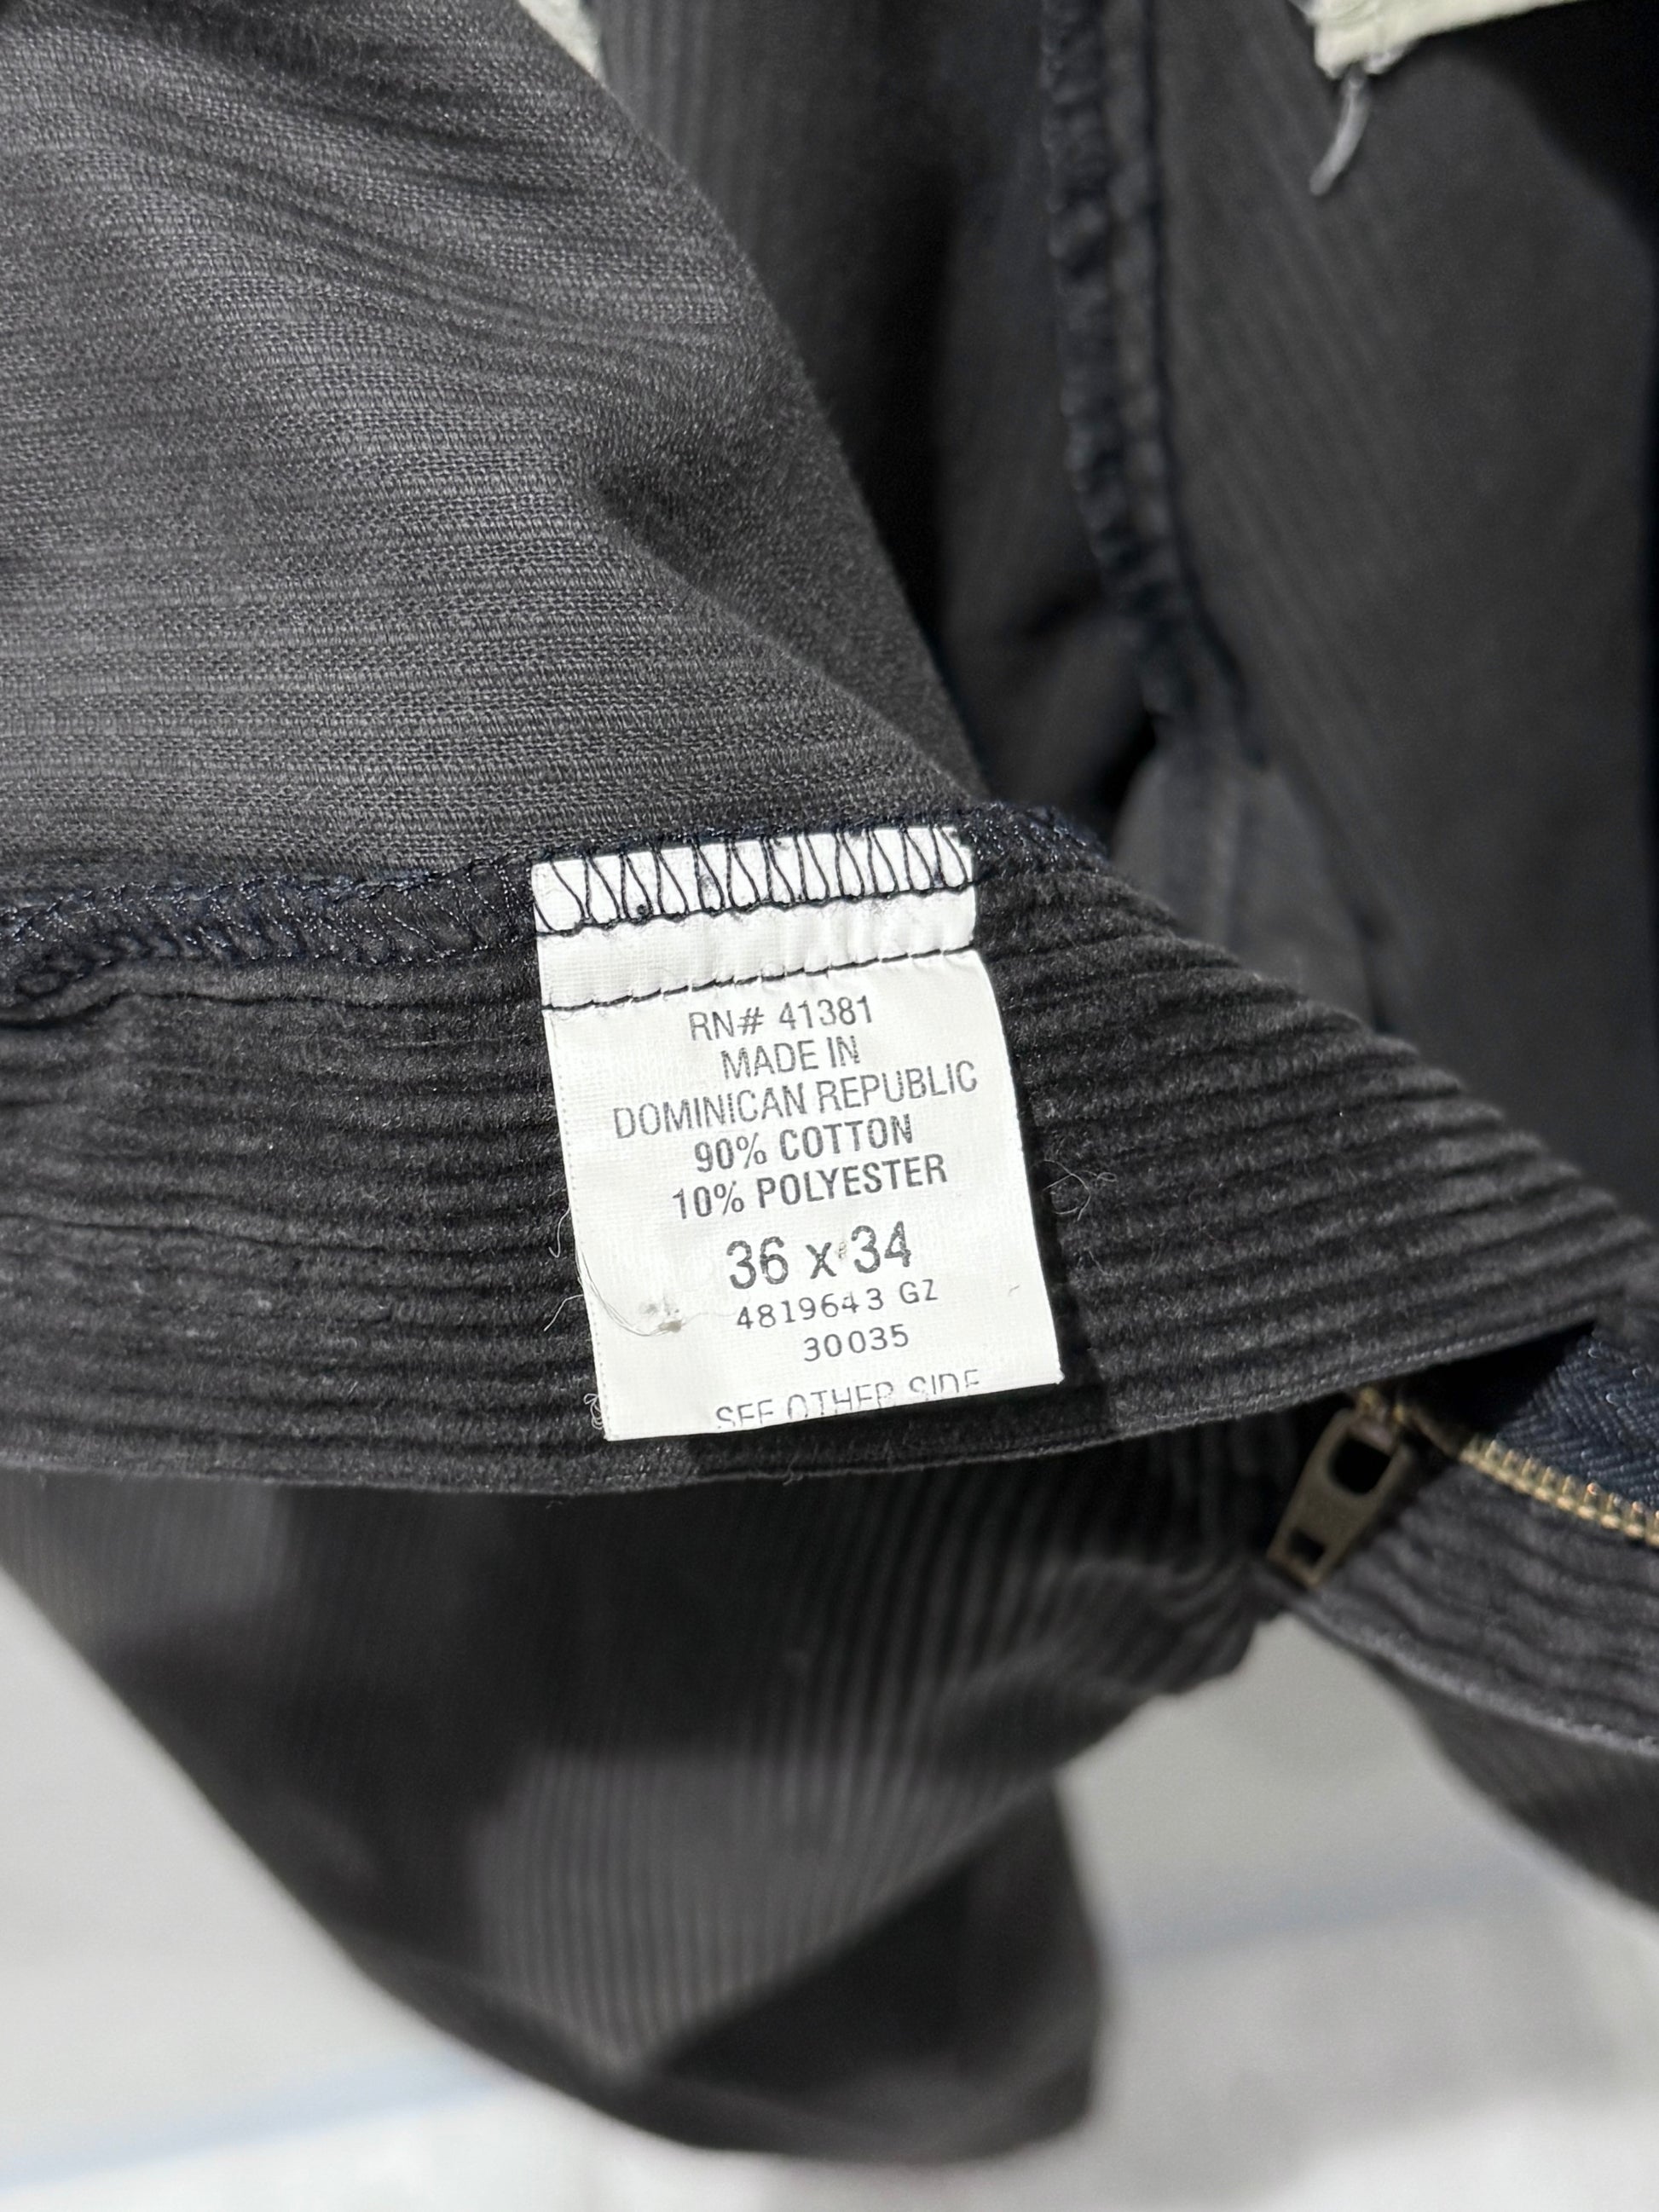 RN# 41381
MADE IN
DOMINICAN REPUBLIC
90% COTTON
10% POLYESTER
36 x 34
4819643 GZ
30035
SEE OTHER SIDE